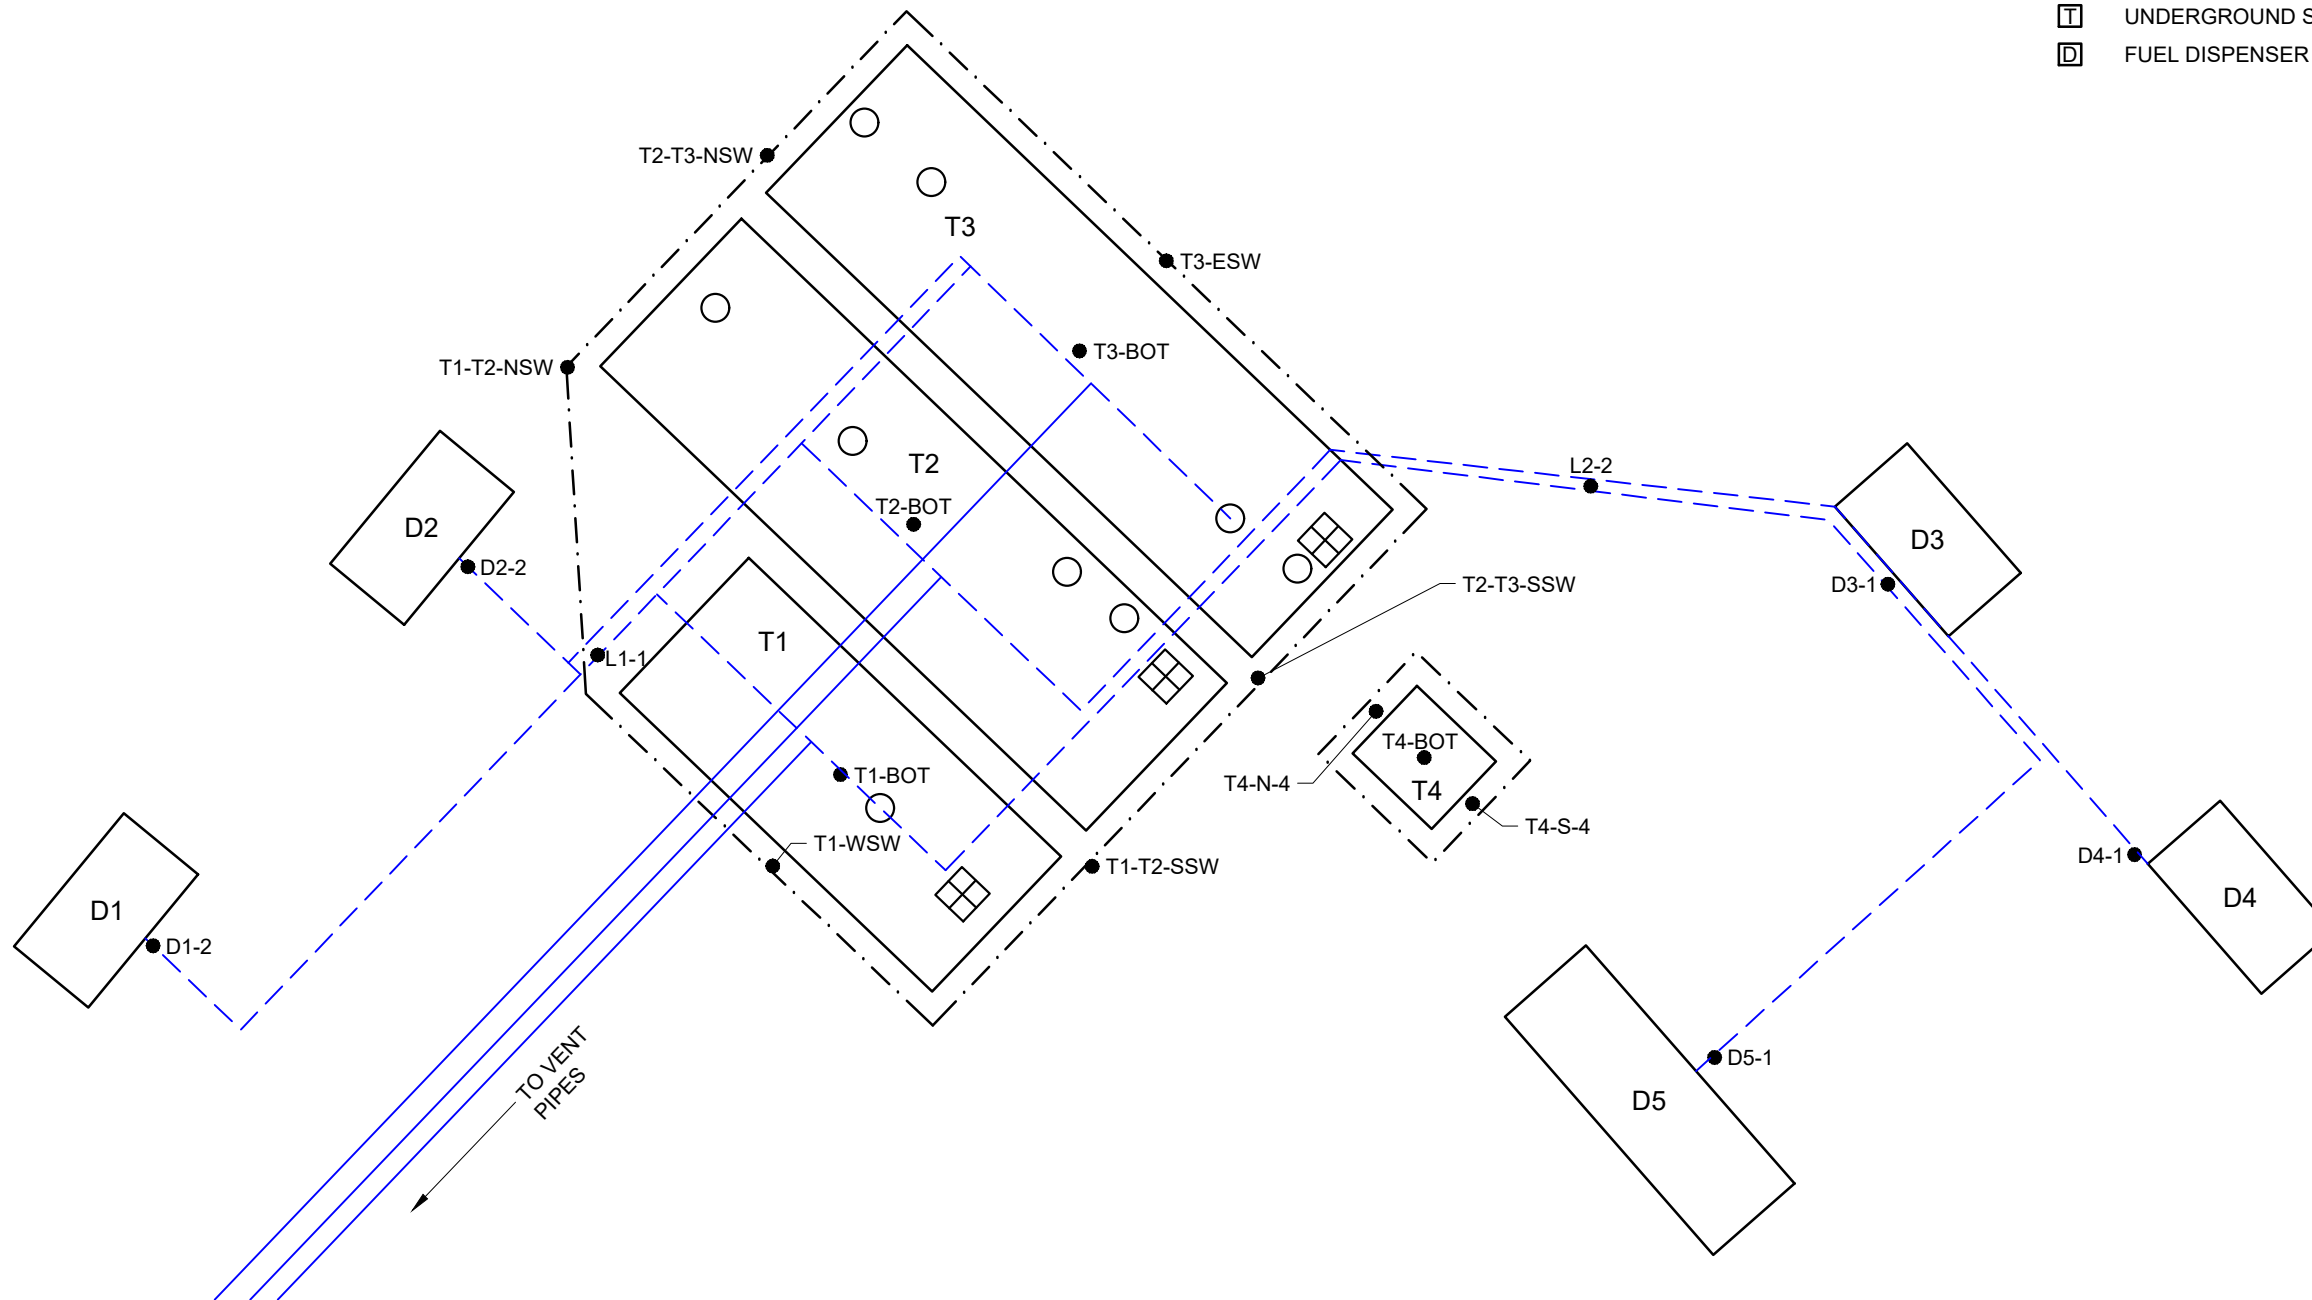 T UNDERGROUND S
D FUEL DISPENSER
T2-T3-NSW
T3
T3-ESW
T3-BOT
T1-T2-NSW
T2
L2-2
T2-BOT
D2
D3
D2-2
D3-1
T2-T3-SSW
T1
L1-1
T4-BOT
T1-BOT
T4-N-4
T4
T4-S-4
T1-WSW
D4-1
T1-T2-SSW
D4
D1
D1-2
D5-1
TO VENT
PIPES
D5